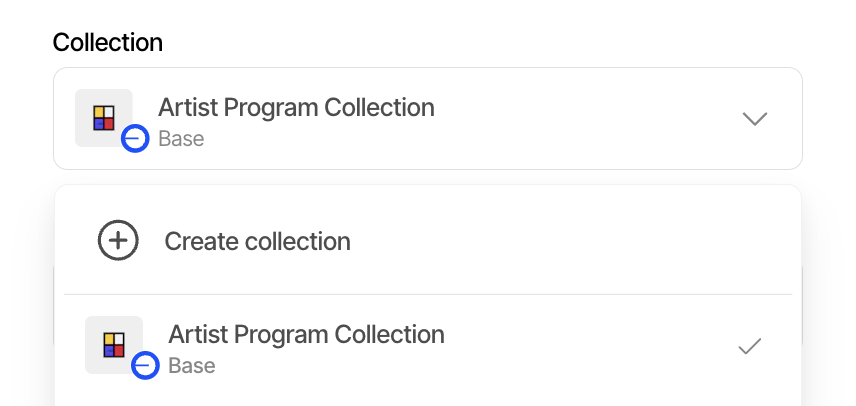 Collection
Artist Program Collection
Base
Create collection
Artist Program Collection
Base